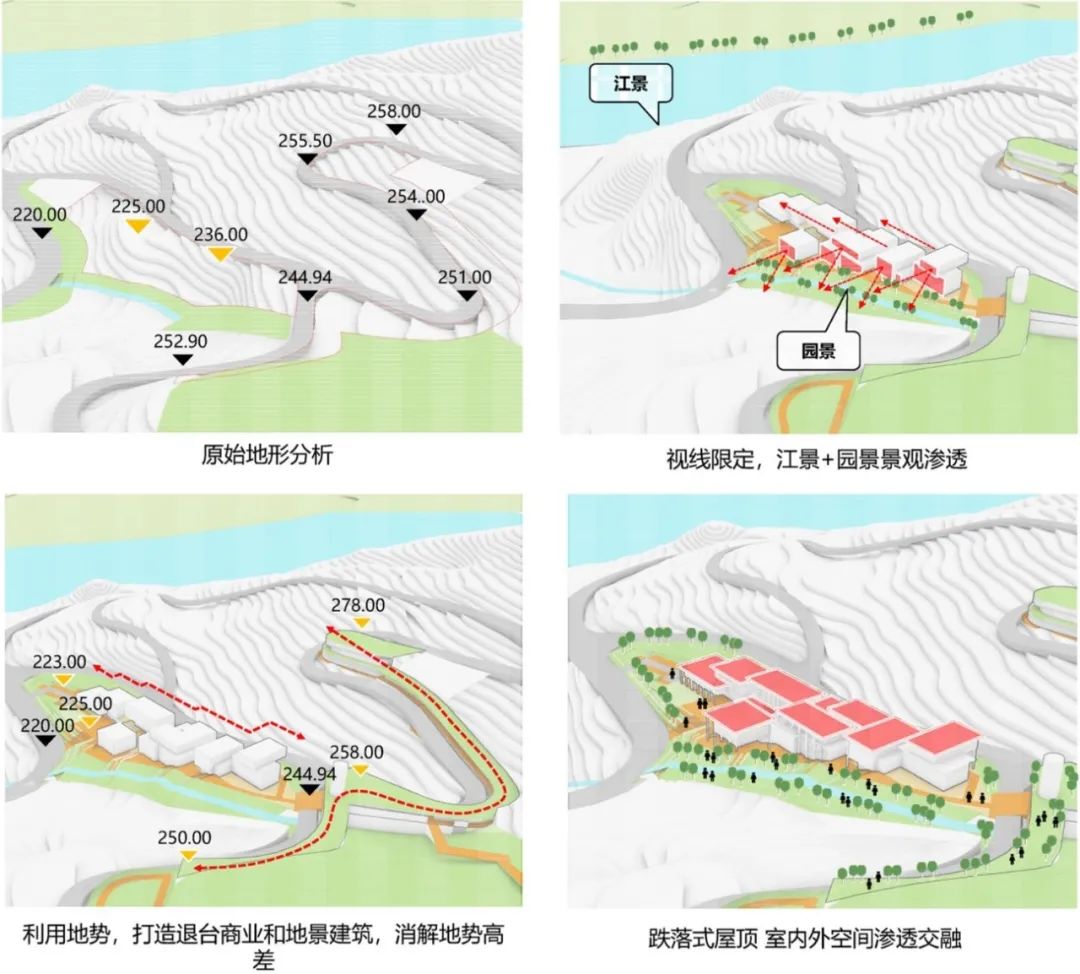 258.00
255.50
254..00
220.00
225.00
236.00
244.94
251.00
252.90
原始地形分析
江景
园景
视线限定，江景+园景景观渗透
278.00
223.00
225.00
220.00
258.00
244.94
250.00
利用地势，打造退台商业和地景建筑，消解地势高
差
跌落式屋顶 室内外空间渗透交融